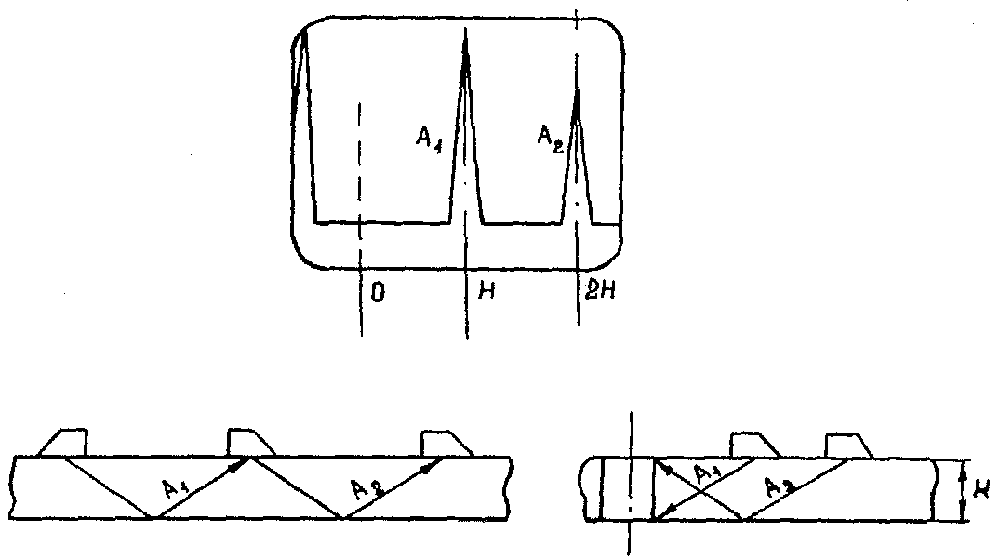 A₁ A₂
0 H 2H
A₁ A₂ A₁ A₂ H